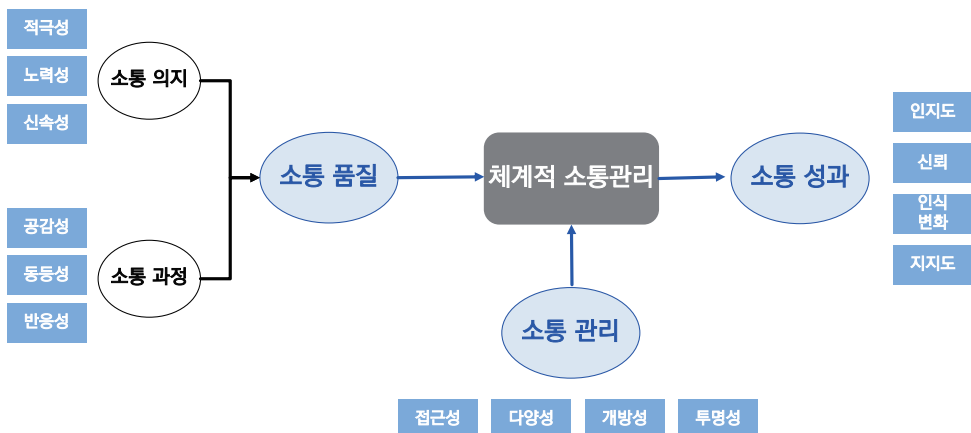 적극성
노력성
신속성
소통 의지
공감성
동등성
반응성
소통 과정
소통 품질
체계적 소통관리
소통 관리
접근성
다양성
개방성
투명성
소통 성과
인지도
신뢰
인식
변화
지지도